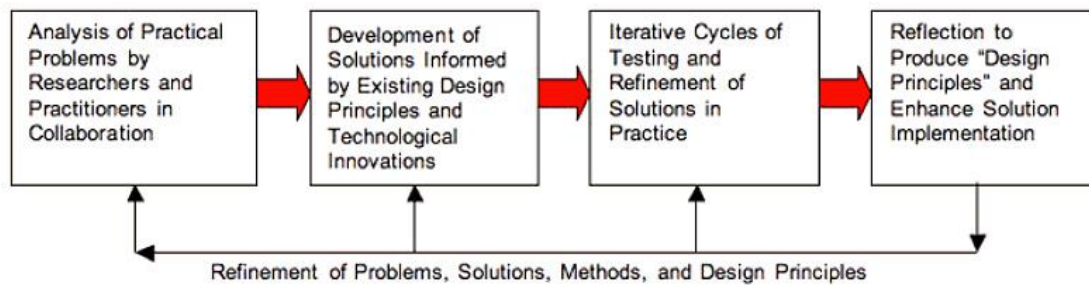 Analysis of Practical
Problems by
Researchers and
Practitioners in
Collaboration
Development of
Solutions Informed
by Existing Design
Principles and
Technological
Innovations
Iterative Cycles of
Testing and
Refinement of
Solutions in
Practice
Reflection to
Produce "Design
Principles" and
Enhance Solution
Implementation
Refinement of Problems, Solutions, Methods, and Design Principles